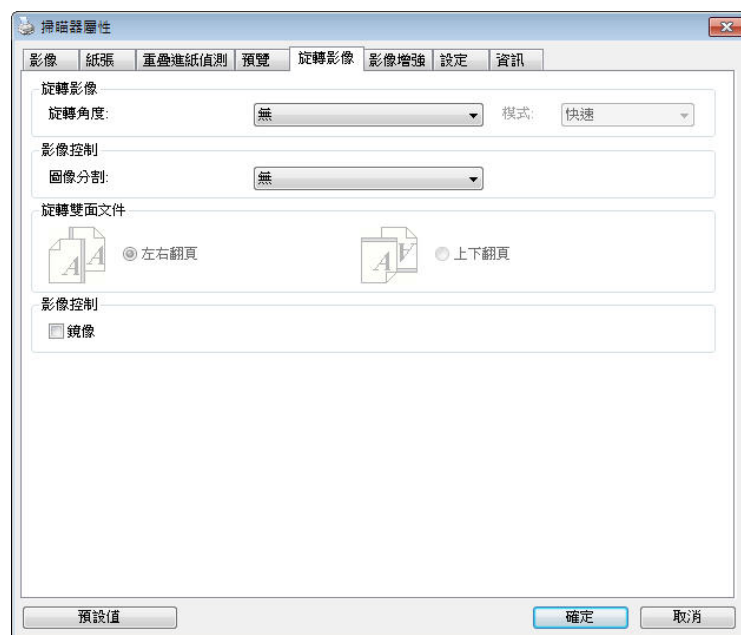 掃瞄器屬性
影像 紙張 重疊進紙偵測 預覽 旋轉影像 影像增強 設定 資訊
旋轉影像
旋轉角度: 無 模式: 快速
影像控制
圖像分割: 無
旋轉雙面文件
A A 左右翻頁 A A 上下翻頁
影像控制
鏡像
預設值 確定 取消